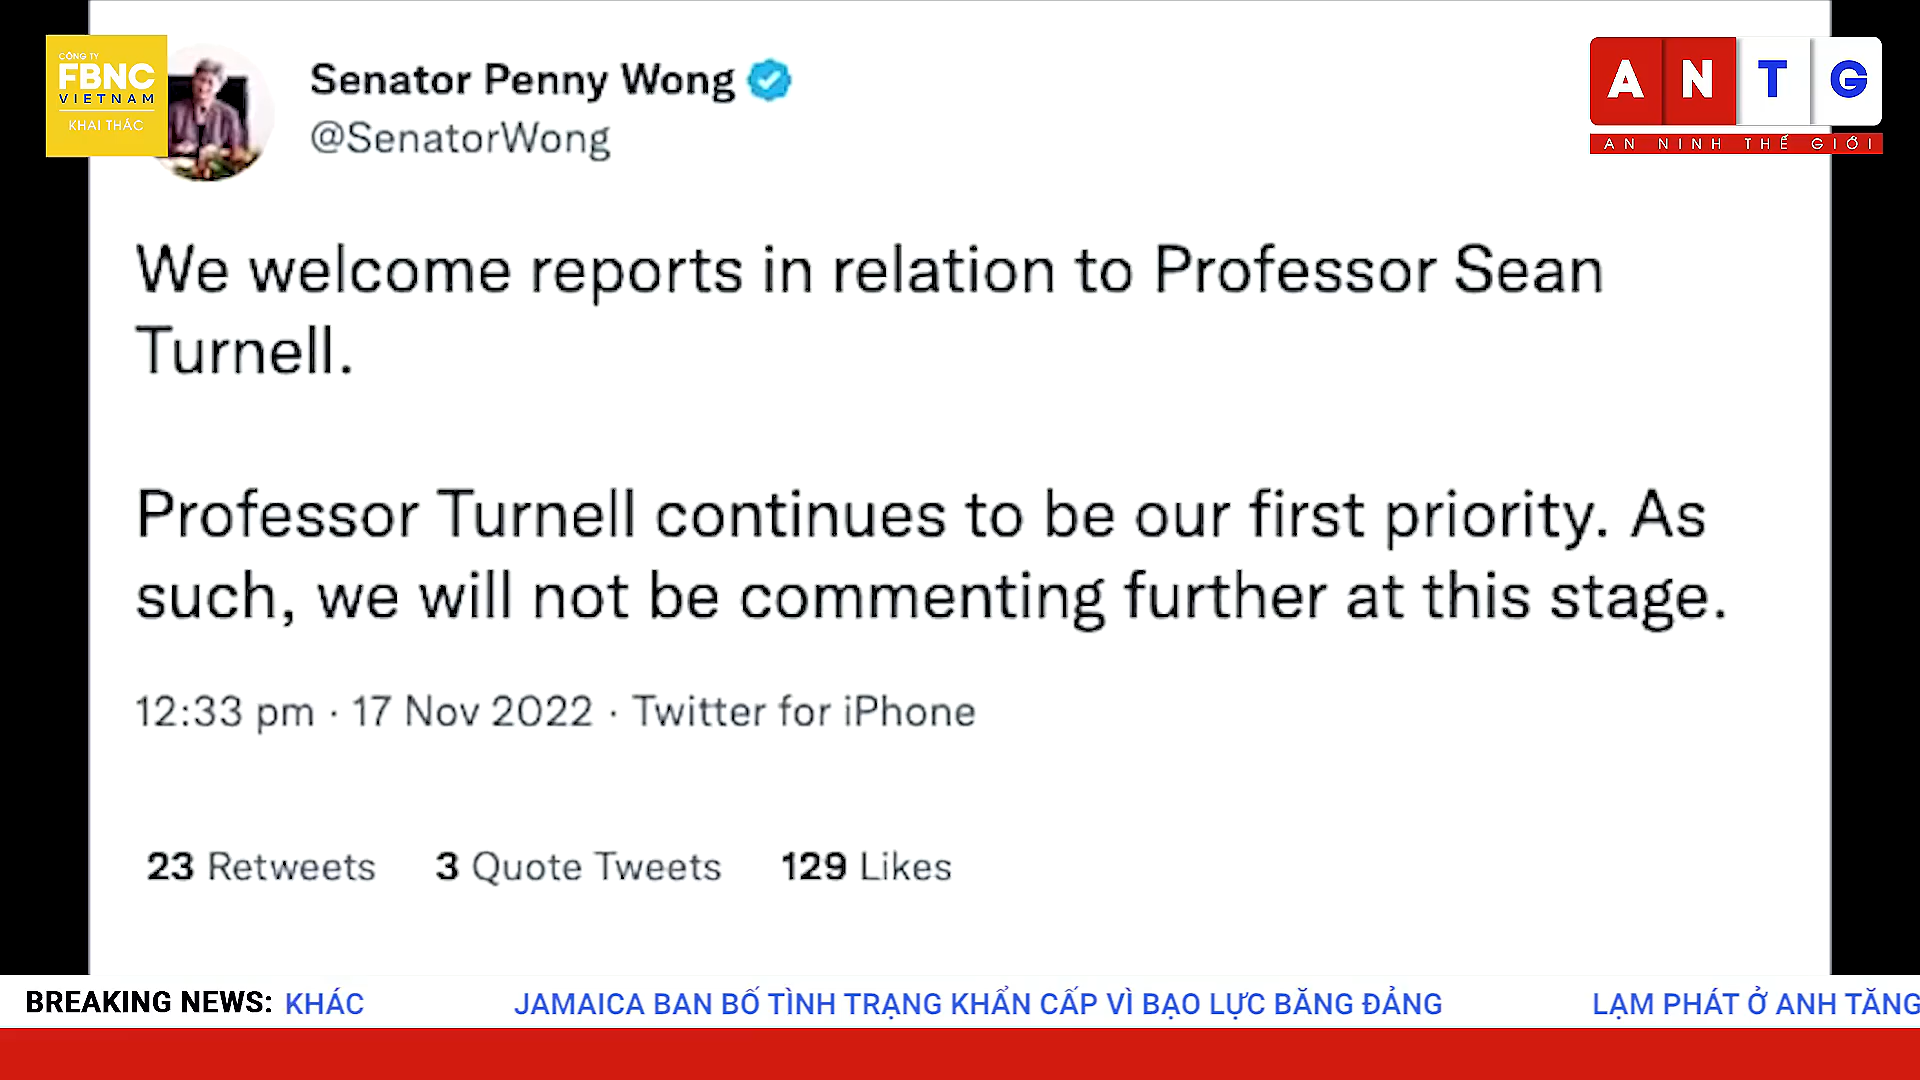 CÔNG TY
FBNC
VIETNAM
KHAI THÁC
Senator Penny Wong
@SenatorWong
A N T G
AN NINH THẾ GIỚI
We welcome reports in relation to Professor Sean
Turnell.
Professor Turnell continues to be our first priority. As
such, we will not be commenting further at this stage.
12:33 pm · 17 Nov 2022 · Twitter for iPhone
23 Retweets 3 Quote Tweets 129 Likes
BREAKING NEWS: KHÁC JAMAICA BAN BỐ TÌNH TRẠNG KHẨN CẤP VÌ BẠO LỰC BĂNG ĐẢNG LẠM PHÁT Ở ANH TĂNG